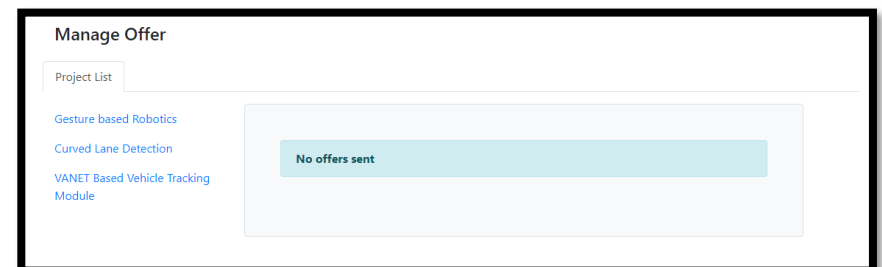 Manage Offer
Project List
Gesture based Robotics
Curved Lane Detection
VANET Based Vehicle Tracking
Module
No offers sent